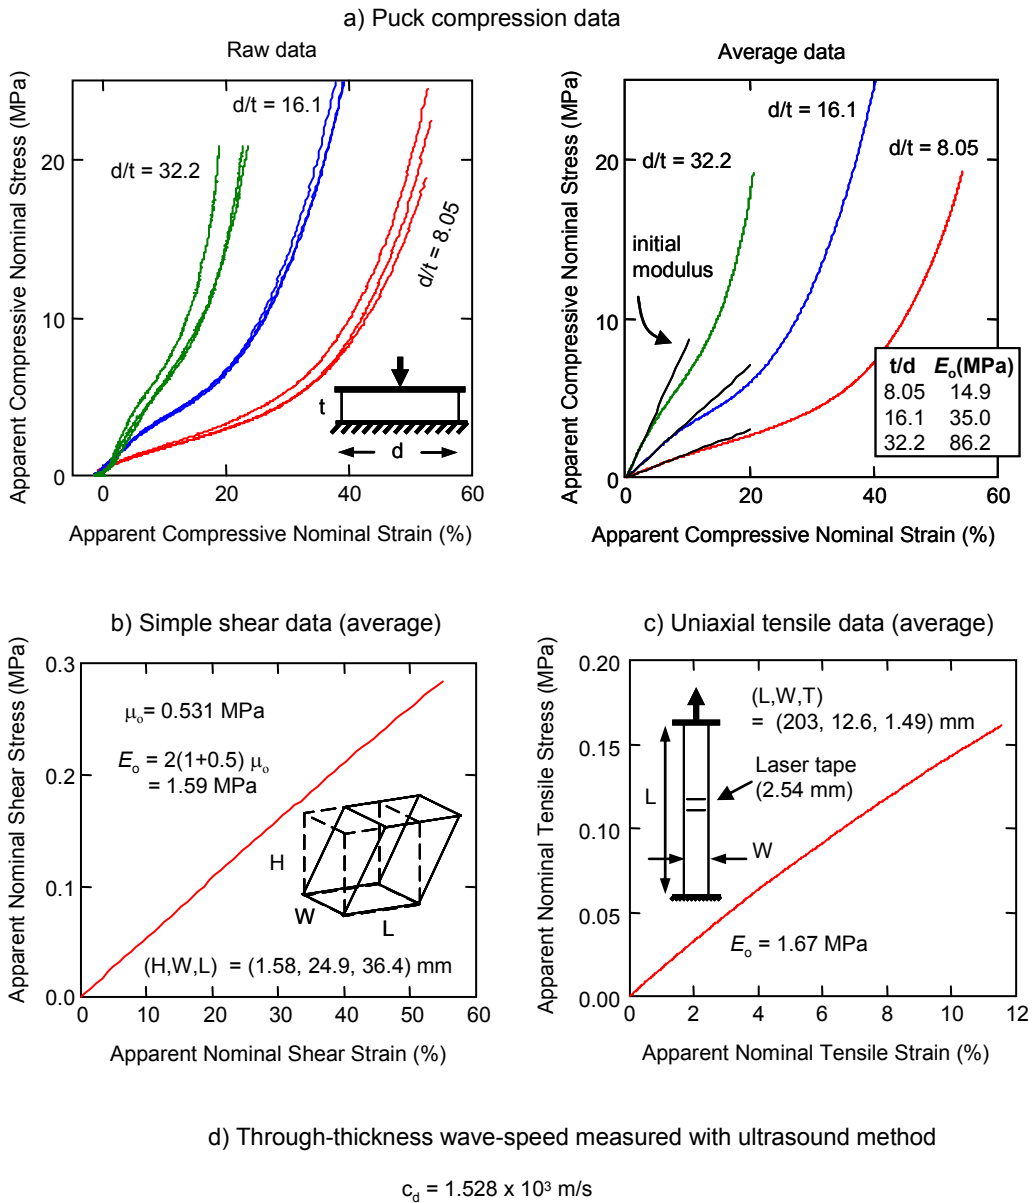 a) Puck compression data
Raw data
Apparent Compressive Nominal Stress (MPa)
20
10
0
d/t = 16.1
d/t = 32.2
d/t = 8.05
t
d
0
20
40
60
Apparent Compressive Nominal Strain (%)
Average data
Apparent Compressive Nominal Stress (MPa)
20
10
0
d/t = 16.1
d/t = 32.2
d/t = 8.05
initial
modulus
t/d Eₒ(MPa)
8.05 14.9
16.1 35.0
32.2 86.2
0
20
40
60
Apparent Compressive Nominal Strain (%)
b) Simple shear data (average)
Apparent Nominal Shear Stress (MPa)
0.3
0.2
0.1
0.0
μₒ= 0.531 MPa
Eₒ = 2(1+0.5) μₒ
= 1.59 MPa
H
W
L
(H,W,L) = (1.58, 24.9, 36.4) mm
0
10
20
30
40
50
60
Apparent Nominal Shear Strain (%)
c) Uniaxial tensile data (average)
Apparent Nominal Tensile Stress (MPa)
0.20
0.15
0.10
0.05
0.00
(L,W,T)
= (203, 12.6, 1.49) mm
Laser tape
(2.54 mm)
L
W
Eₒ = 1.67 MPa
0
2
4
6
8
10
12
Apparent Nominal Tensile Strain (%)
d) Through-thickness wave-speed measured with ultrasound method
c_d = 1.528 x 10³ m/s